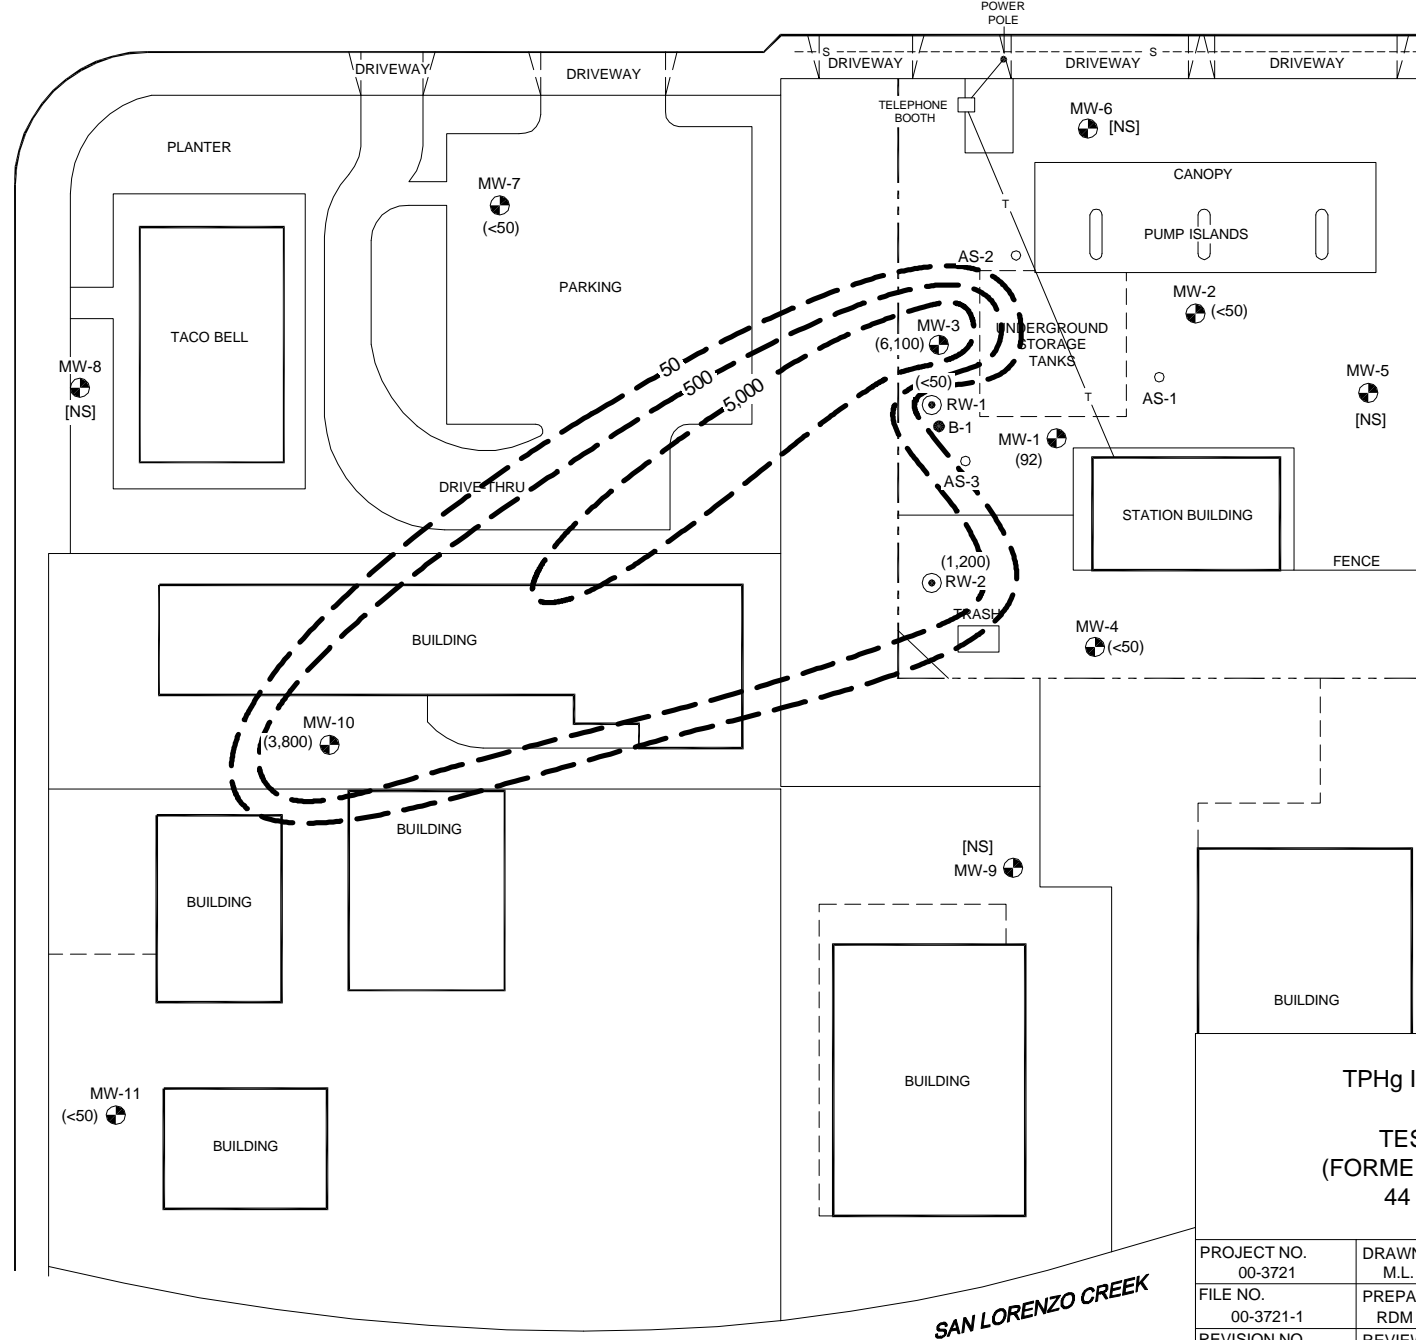 POWER
POLE
S
S
DRIVEWAY
DRIVEWAY
DRIVEWAY
DRIVEWAY
DRIVEWAY
TELEPHONE
BOOTH
MW-6
[NS]
PLANTER
CANOPY
MW-7
(<50)
T
PUMP ISLANDS
AS-2
PARKING
MW-2
(<50)
TACO BELL
MW-3
(6,100)
UNDERGROUND
STORAGE
TANKS
MW-8
[NS]
50
500
5,000
(<50)
RW-1
B-1
AS-1
T
MW-5
[NS]
MW-1
(92)
AS-3
DRIVE-THRU
STATION BUILDING
(1,200)
RW-2
FENCE
TRASH
BUILDING
MW-4
(<50)
MW-10
(3,800)
BUILDING
[NS]
MW-9
BUILDING
BUILDING
BUILDING
MW-11
(<50)
BUILDING
TPHg I
TES
(FORME
44
SAN LORENZO CREEK
PROJECT NO.
00-3721
DRAWN
M.L.
FILE NO.
00-3721-1
PREPA
RDM
REVISION NO.
REVIEW